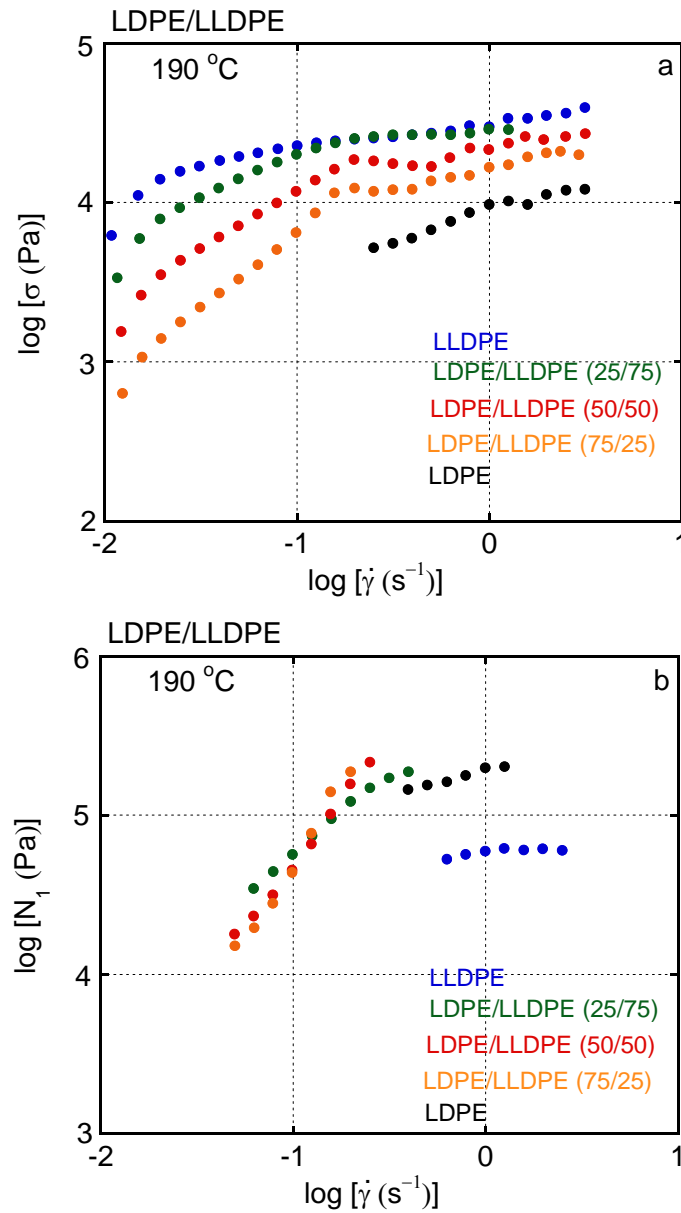 LDPE/LLDPE
5
190 °C
a
4
log [σ (Pa)]
3
LLDPE
LDPE/LLDPE (25/75)
LDPE/LLDPE (50/50)
LDPE/LLDPE (75/25)
LDPE
2
-2
-1
0
1
log [γ̇ (s⁻¹)]
LDPE/LLDPE
6
190 °C
b
5
log [N₁ (Pa)]
4
LLDPE
LDPE/LLDPE (25/75)
LDPE/LLDPE (50/50)
LDPE/LLDPE (75/25)
LDPE
3
-2
-1
0
1
log [γ̇ (s⁻¹)]